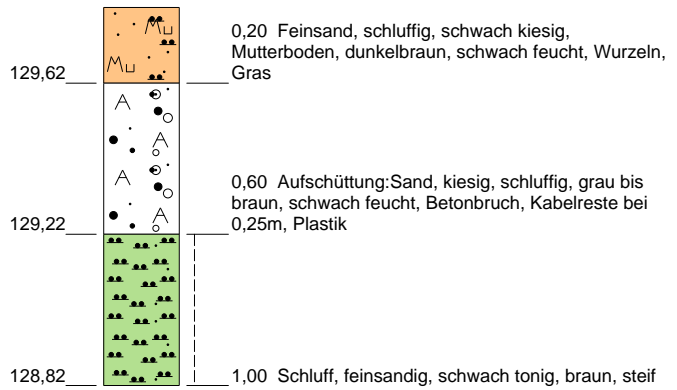 Mu
0,20 Feinsand, schluffig, schwach kiesig,
Mutterboden, dunkelbraun, schwach feucht, Wurzeln,
Gras
Mu
129,62
A
A
0,60 Aufschüttung:Sand, kiesig, schluffig, grau bis
braun, schwach feucht, Betonbruch, Kabelreste bei
0,25m, Plastik
A
A
129,22
128,82
1,00 Schluff, feinsandig, schwach tonig, braun, steif